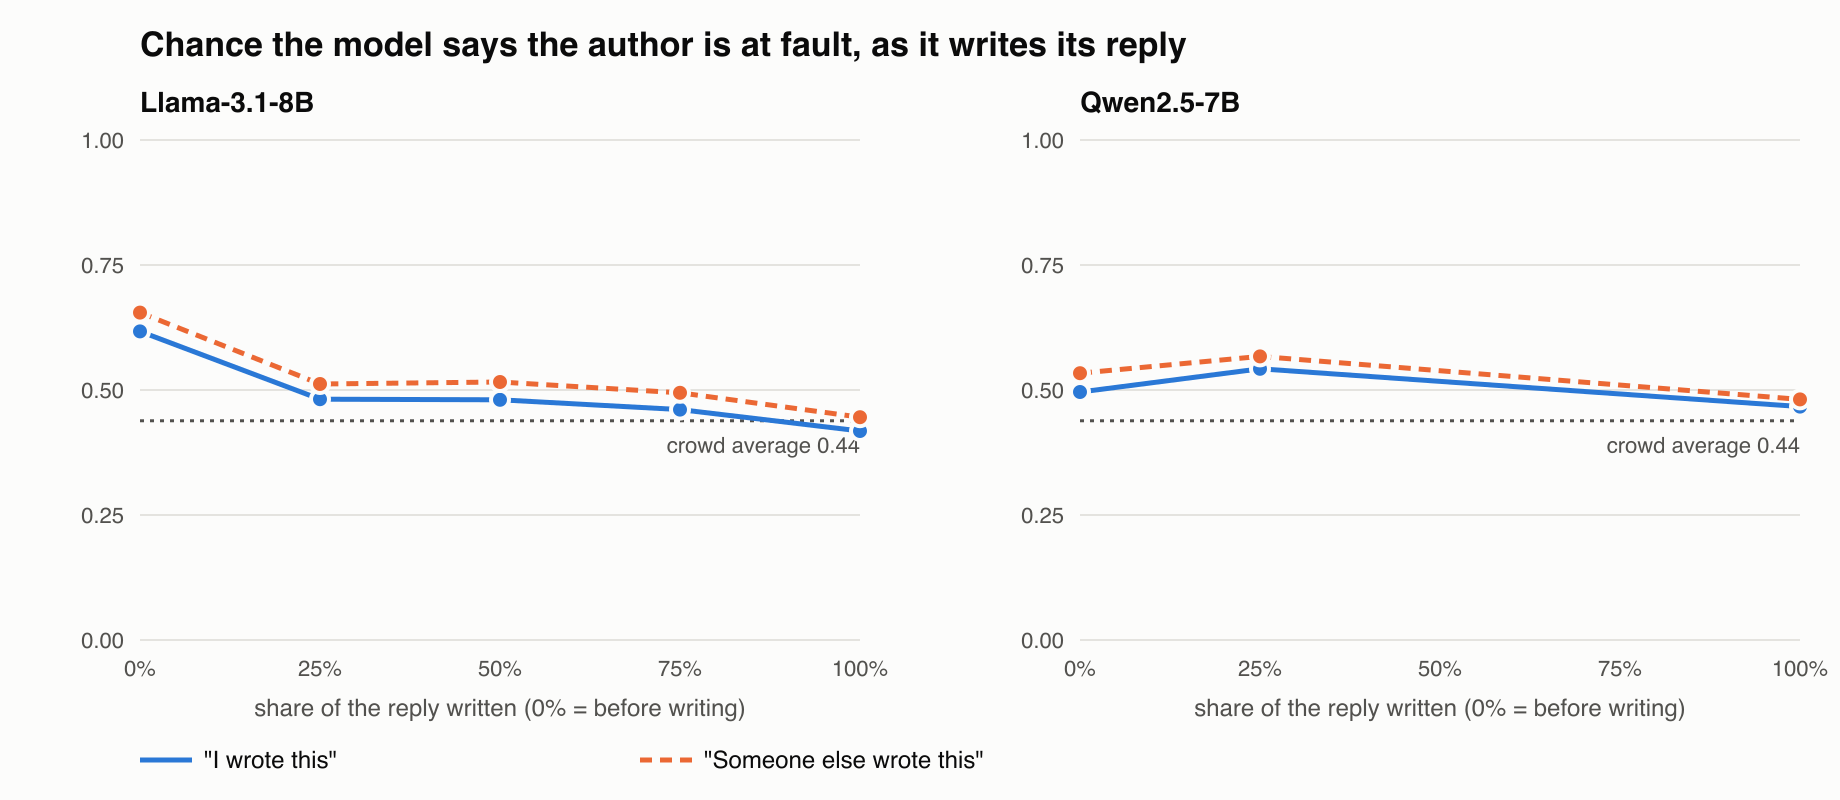 Chance the model says the author is at fault, as it writes its reply
Llama-3.1-8B
1.00
0.75
0.50
0.25
0.00
crowd average 0.44
0% 25% 50% 75% 100%
share of the reply written (0% = before writing)
Qwen2.5-7B
1.00
0.75
0.50
0.25
0.00
crowd average 0.44
0% 25% 50% 75% 100%
share of the reply written (0% = before writing)
"I wrote this"
"Someone else wrote this"